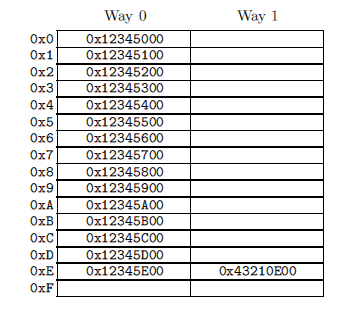 Way 0 Way 1
0x0 0x12345000
0x1 0x12345100
0x2 0x12345200
0x3 0x12345300
0x4 0x12345400
0x5 0x12345500
0x6 0x12345600
0x7 0x12345700
0x8 0x12345800
0x9 0x12345900
0xA 0x12345A00
0xB 0x12345B00
0xC 0x12345C00
0xD 0x12345D00
0xE 0x12345E00 0x43210E00
0xF